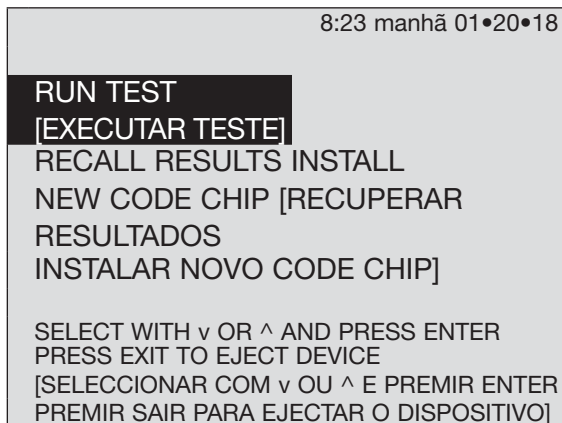 8:23 manhã 01•20•18
RUN TEST
[EXECUTAR TESTE]
RECALL RESULTS INSTALL
NEW CODE CHIP [RECUPERAR
RESULTADOS
INSTALAR NOVO CODE CHIP]
SELECT WITH v OR ^ AND PRESS ENTER
PRESS EXIT TO EJECT DEVICE
[SELECCIONAR COM v OU ^ E PREMIR ENTER
PREMIR SAIR PARA EJECTAR O DISPOSITIVO]